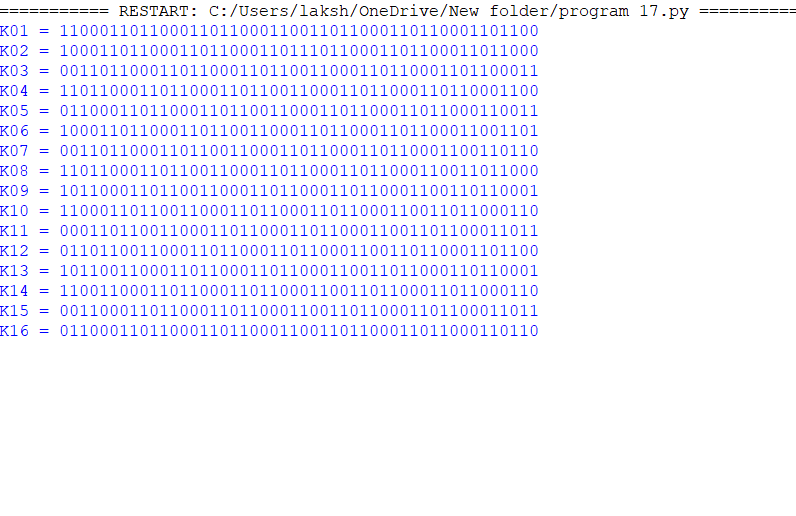 =========== RESTART: C:/Users/laksh/OneDrive/New folder/program 17.py ==========
K01 = 110001101100011011000110011011000110110001101100
K02 = 100011011000110110001101110110001101100011011000
K03 = 001101100011011000110110011000110110001101100011
K04 = 110110001101100011011001100011011000110110001100
K05 = 011000110110001101100110001101100011011000110011
K06 = 100011011000110110011000110110001101100011001101
K07 = 001101100011011001100011011000110110001100110110
K08 = 110110001101100110001101100011011000110011011000
K09 = 101100011011001100011011000110110001100110110001
K10 = 110001101100110001101100011011000110011011000110
K11 = 000110110011000110110001101100011001101100011011
K12 = 011011001100011011000110110001100110110001101100
K13 = 101100110001101100011011000110011011000110110001
K14 = 110011000110110001101100011001101100011011000110
K15 = 001100011011000110110001100110110001101100011011
K16 = 011000110110001101100011001101100011011000110110